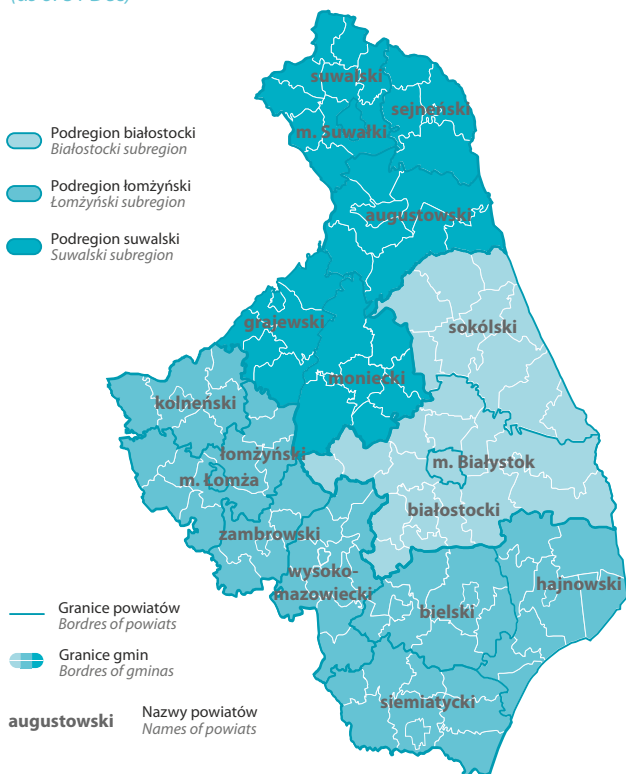 suwalski
sejneński
m. Suwałki
Podregion białostocki
Białostocki subregion
Podregion łomżyński
Łomżyński subregion
augustowski
Podregion suwalski
Suwalski subregion
grajewski
sokólski
moniecki
kolneński
łomżyński
m. Białystok
m. Łomża
białostocki
zambrowski
wysoko-
mazowiecki
hajnowski
bielski
Granice powiatów
Bordres of powiats
Granice gmin
Bordres of gminas
siemiatycki
augustowski
Nazwy powiatów
Names of powiats